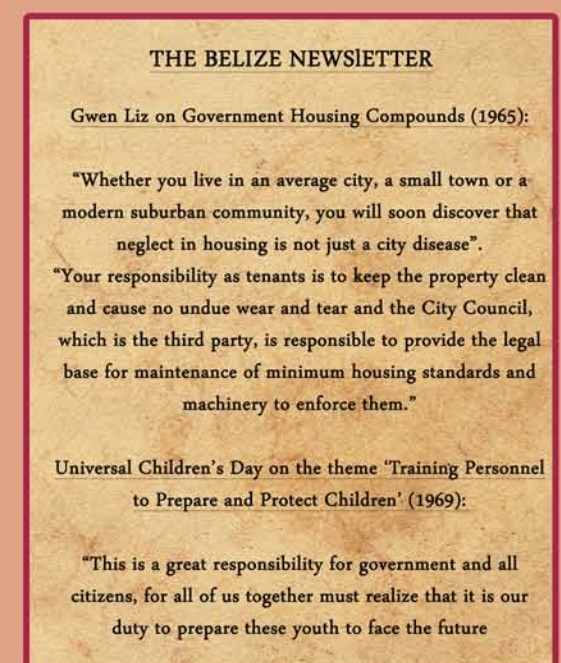 THE BELIZE NEWSlETTER
Gwen Liz on Government Housing Compounds (1965):
“Whether you live in an average city, a small town or a
modern suburban community, you will soon discover that
neglect in housing is not just a city disease”.
“Your responsibility as tenants is to keep the property clean
and cause no undue wear and tear and the City Council,
which is the third party, is responsible to provide the legal
base for maintenance of minimum housing standards and
machinery to enforce them.”
Universal Children’s Day on the theme ‘Training Personnel
to Prepare and Protect Children’ (1969):
“This is a great responsibility for government and all
citizens, for all of us together must realize that it is our
duty to prepare these youth to face the future